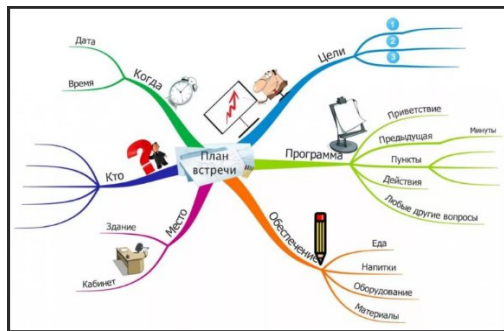 План
встречи
Когда
Дата
Время
Цели
1
2
3
Программа
Приветствие
Предыдущая
Минуты
Пункты
Действия
Любые другие вопросы
Обеспечение
Еда
Напитки
Оборудование
Материалы
Место
Здание
Кабинет
Кто